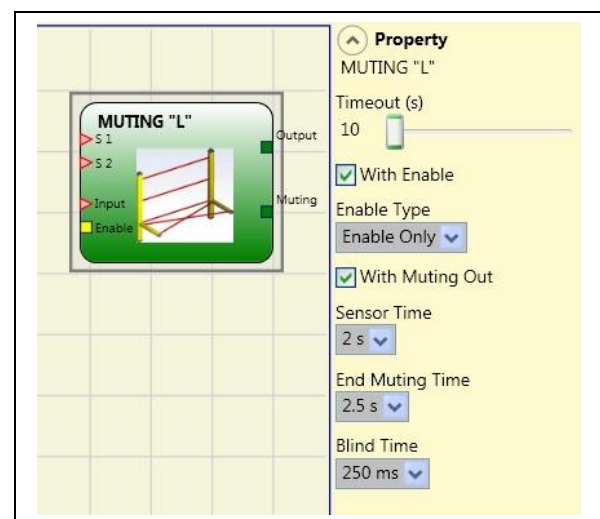 MUTING "L"
S 1
S 2
Input
Enable
Output
Muting
Property
MUTING "L"
Timeout (s)
10
With Enable
Enable Type
Enable Only
With Muting Out
Sensor Time
2 s
End Muting Time
2.5 s
Blind Time
250 ms